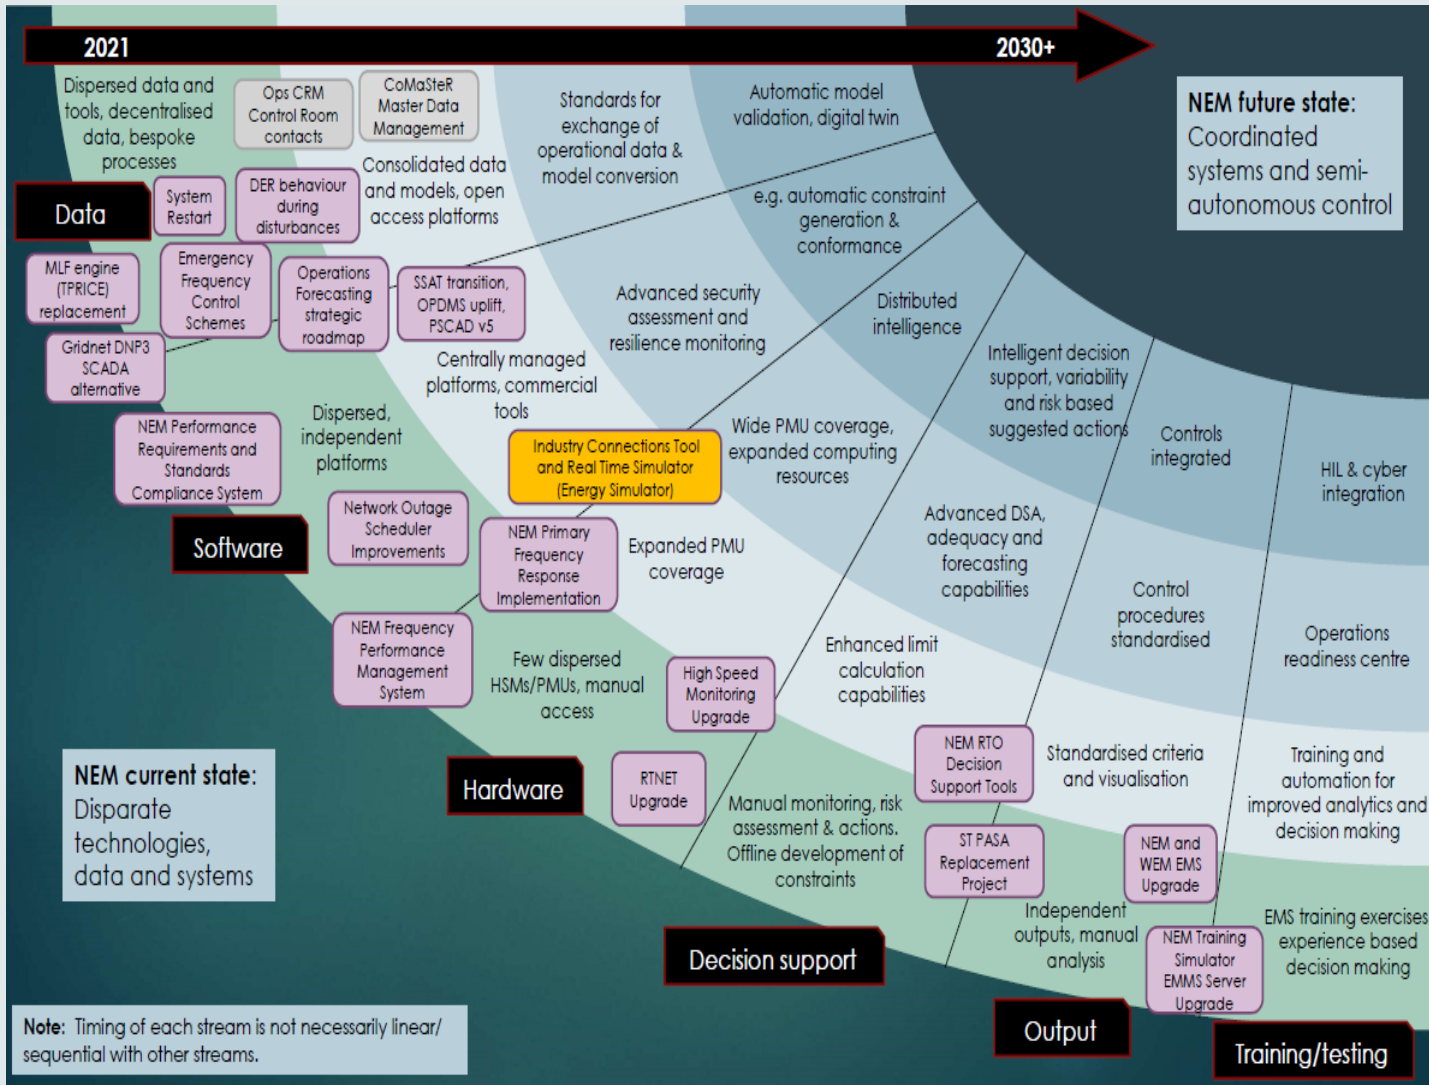 2021
2030+
Dispersed data and
tools, decentralised
data, bespoke
processes
Ops CRM
Control Room
contacts
CoMaSteR
Master Data
Management
Consolidated data
and models, open
access platforms
Standards for
exchange of
operational data &
model conversion
Automatic model
validation, digital twin
NEM future state:
Coordinated
systems and semi-
autonomous control
Data
System
Restart
DER behaviour
during
disturbances
e.g. automatic constraint
generation &
conformance
MLF engine
(TPRICE)
replacement
Emergency
Frequency
Control
Schemes
Operations
Forecasting
strategic
roadmap
SSAT transition,
OPDMS uplift,
PSCAD v5
Advanced security
assessment and
resilience monitoring
Distributed
intelligence
Gridnet DNP3
SCADA
alternative
Centrally managed
platforms, commercial
tools
Intelligent decision
support, variability
and risk based
suggested actions
NEM Performance
Requirements and
Standards
Compliance System
Dispersed,
independent
platforms
Industry Connections Tool
and Real Time Simulator
(Energy Simulator)
Wide PMU coverage,
expanded computing
resources
Controls
integrated
HIL & cyber
integration
Software
Network Outage
Scheduler
Improvements
NEM Primary
Frequency
Response
Implementation
Expanded PMU
coverage
Advanced DSA,
adequacy and
forecasting
capabilities
Control
procedures
standardised
Operations
readiness centre
NEM Frequency
Performance
Management
System
Few dispersed
HSMs/PMUs, manual
access
High Speed
Monitoring
Upgrade
Enhanced limit
calculation
capabilities
NEM current state:
Disparate
technologies,
data and systems
Hardware
RTNET
Upgrade
Manual monitoring, risk
assessment & actions.
Offline development of
constraints
NEM RTO
Decision
Support Tools
Standardised criteria
and visualisation
Training and
automation for
improved analytics and
decision making
ST PASA
Replacement
Project
NEM and
WEM EMS
Upgrade
Decision support
Independent
outputs, manual
analysis
NEM Training
Simulator
EMMS Server
Upgrade
EMS training exercises
experience based
decision making
Output
Training/testing
Note: Timing of each stream is not necessarily linear/
sequential with other streams.